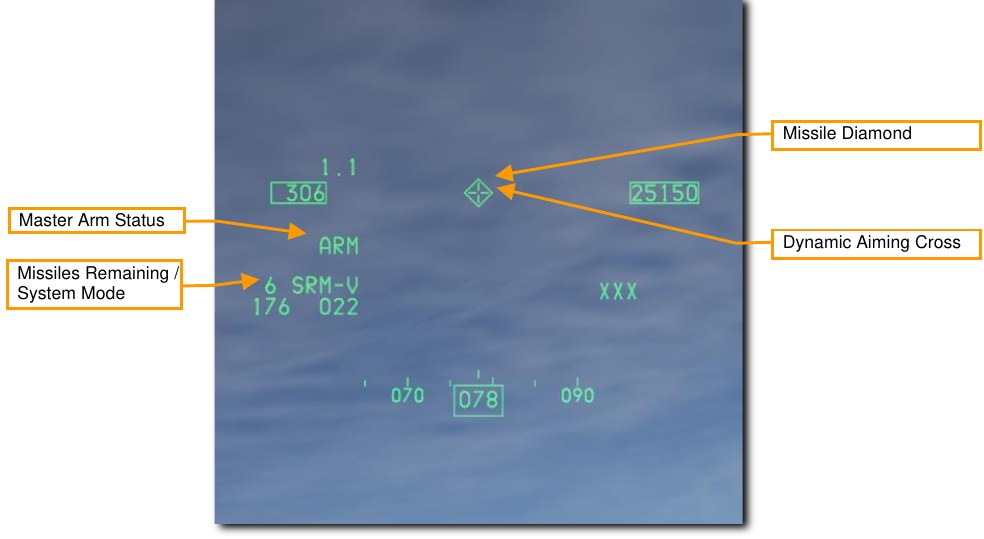 Missile Diamond
1.1
306
25150
Master Arm Status
ARM
Dynamic Aiming Cross
Missiles Remaining /
System Mode
6 SRM-V
XXX
176 022
070 078 090